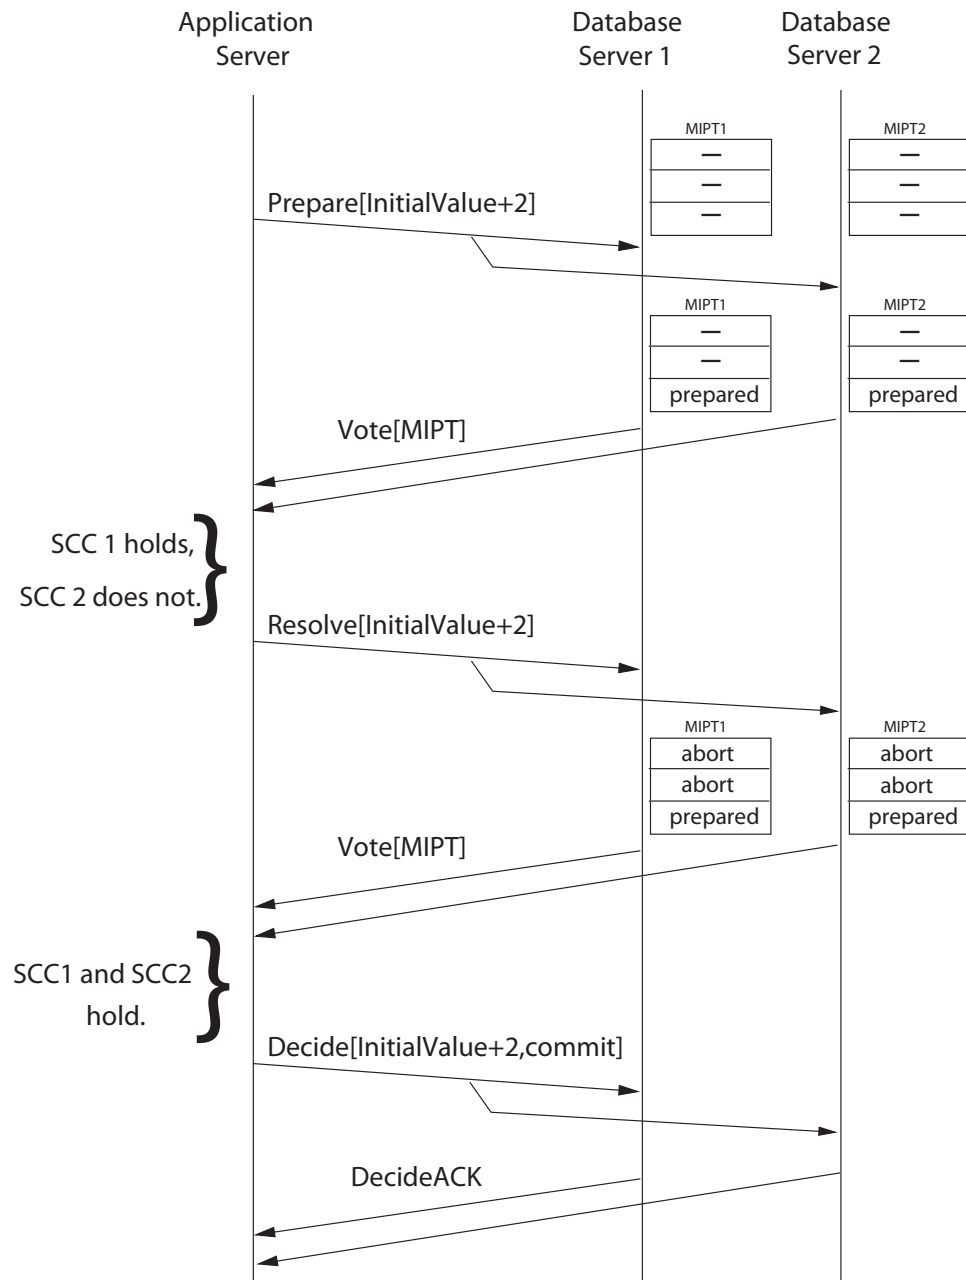 Application
Server
Database
Server 1
Database
Server 2
MIPT1
—
—
—
MIPT2
—
—
—
Prepare[InitialValue+2]
MIPT1
—
—
prepared
MIPT2
—
—
prepared
Vote[MIPT]
SCC 1 holds,
SCC 2 does not.
Resolve[InitialValue+2]
MIPT1
abort
abort
prepared
MIPT2
abort
abort
prepared
Vote[MIPT]
SCC1 and SCC2
hold.
Decide[InitialValue+2,commit]
DecideACK